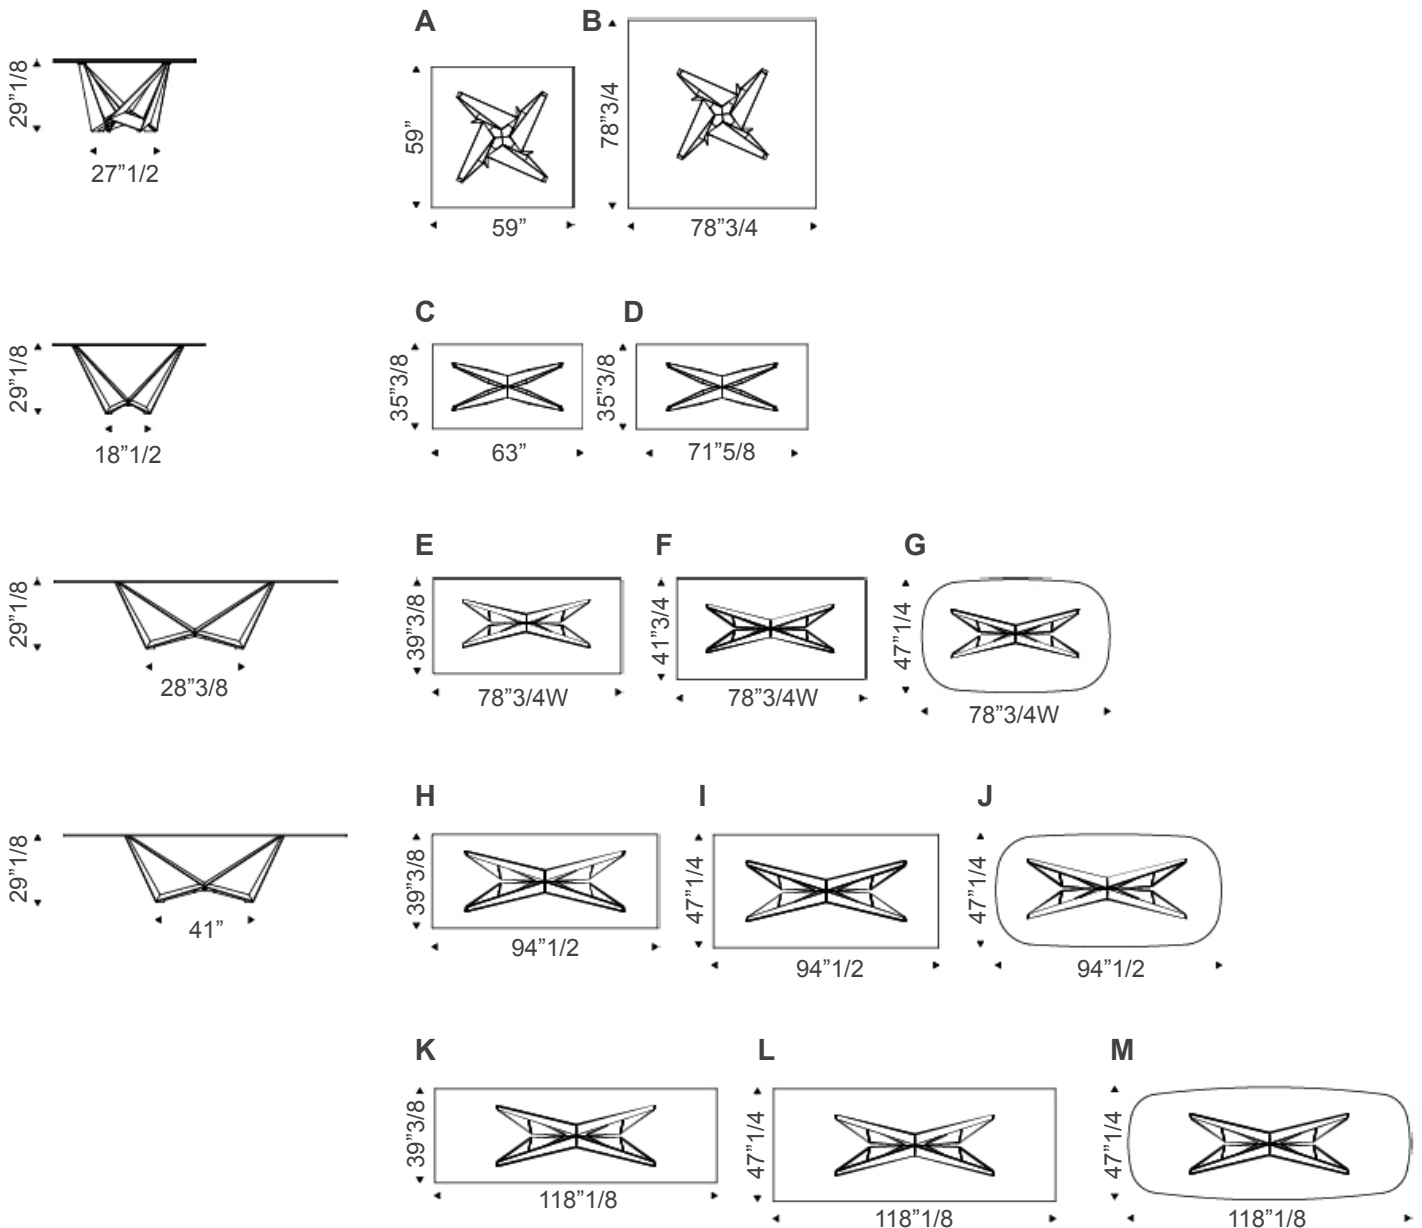 A
B
29”1/8
27”1/2
59”
59”
78”3/4
78”3/4
C
D
29”1/8
18”1/2
35”3/8
63”
35”3/8
71”5/8
E
F
G
29”1/8
28”3/8
39”3/8
78”3/4W
41”3/4
78”3/4W
47”1/4
78”3/4W
H
I
J
29”1/8
41”
39”3/8
94”1/2
47”1/4
94”1/2
47”1/4
94”1/2
K
L
M
39”3/8
118”1/8
47”1/4
118”1/8
47”1/4
118”1/8